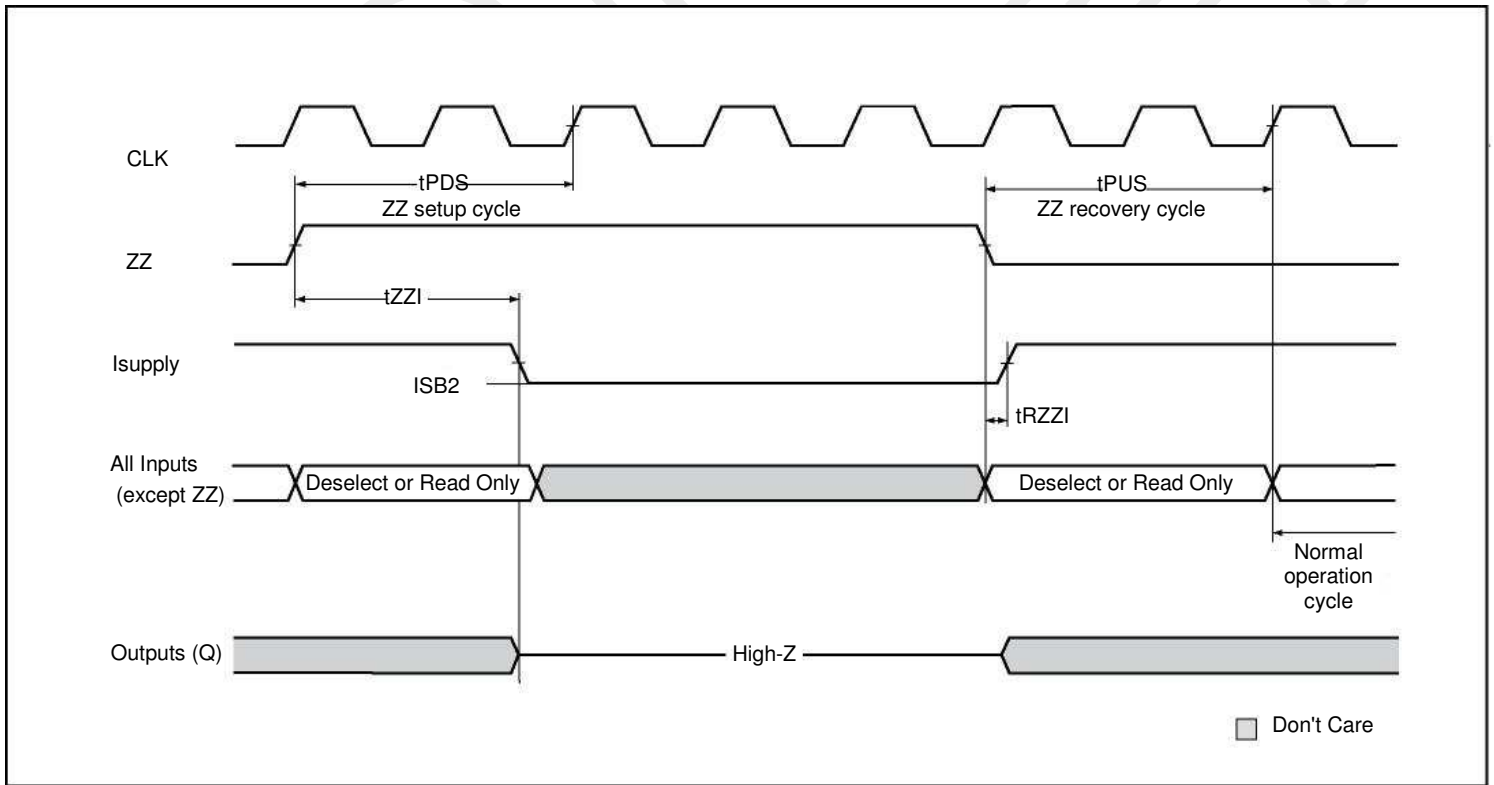 CLK
tPDS
ZZ setup cycle
tPUS
ZZ recovery cycle
ZZ
tZZI
Isupply
ISB2
tRZZI
All Inputs
(except ZZ)
Deselect or Read Only
Deselect or Read Only
Normal
operation
cycle
Outputs (Q)
High-Z
Don't Care